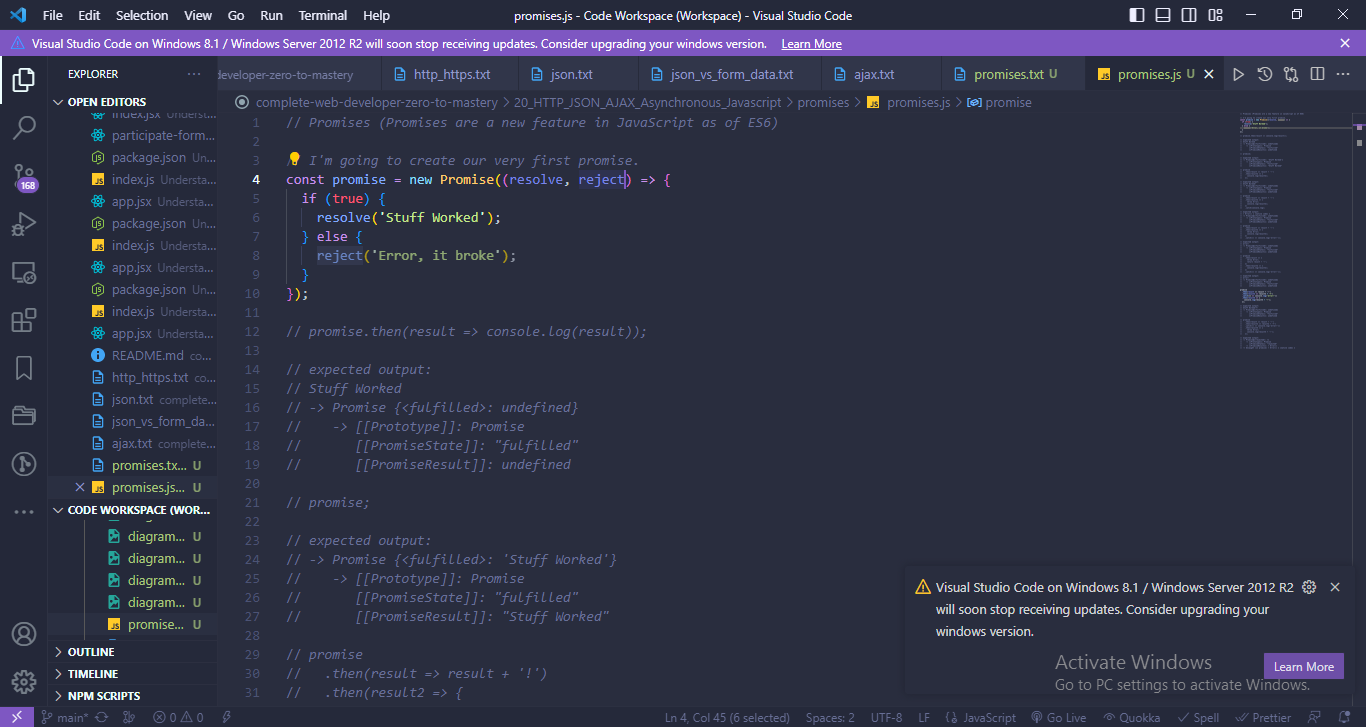 File Edit Selection View Go Run Terminal Help promises.js - Code Workspace (Workspace) - Visual Studio Code
Visual Studio Code on Windows 8.1 / Windows Server 2012 R2 will soon stop receiving updates. Consider upgrading your windows version. Learn More
EXPLORER
developer-zero-to-mastery http_https.txt json.txt json_vs_form_data.txt ajax.txt promises.txt U promises.js U
complete-web-developer-zero-to-mastery > 20_HTTP_JSON_AJAX_Asynchronous_Javascript > promises > promises.js > promise
OPEN EDITORS
index.jsx Understa...
participate-form...
package.json Un...
index.js Understa...
app.jsx Understa...
package.json Un...
index.js Understa...
app.jsx Understa...
package.json Un...
index.js Understa...
app.jsx Understa...
README.md co...
http_https.txt co...
json.txt complete...
json_vs_form_da...
ajax.txt complete...
promises.tx... U
promises.js... U
CODE WORKSPACE (WOR...
diagram... U
diagram... U
diagram... U
diagram... U
promise... U
OUTLINE
TIMELINE
NPM SCRIPTS
168
1 // Promises (Promises are a new feature in JavaScript as of ES6)
2
3 I'm going to create our very first promise.
4 const promise = new Promise((resolve, reject) => {
5 if (true) {
6 resolve('Stuff Worked');
7 } else {
8 reject('Error, it broke');
9 }
10 });
11
12 // promise.then(result => console.log(result));
13
14 // expected output:
15 // Stuff Worked
16 // -> Promise {<fulfilled>: undefined}
17 // -> [[Prototype]]: Promise
18 // [[PromiseState]]: "fulfilled"
19 // [[PromiseResult]]: undefined
20
21 // promise;
22
23 // expected output:
24 // -> Promise {<fulfilled>: 'Stuff Worked'}
25 // -> [[Prototype]]: Promise
26 // [[PromiseState]]: "fulfilled"
27 // [[PromiseResult]]: "Stuff Worked"
28
29 // promise
30 // .then(result => result + '!')
31 // .then(result2 => {
Visual Studio Code on Windows 8.1 / Windows Server 2012 R2
will soon stop receiving updates. Consider upgrading your
windows version.
Learn More
Activate Windows
Go to PC settings to activate Windows.
main* 0 0 Ln 4, Col 45 (6 selected) Spaces: 2 UTF-8 LF {} JavaScript Go Live Quokka Spell Prettier